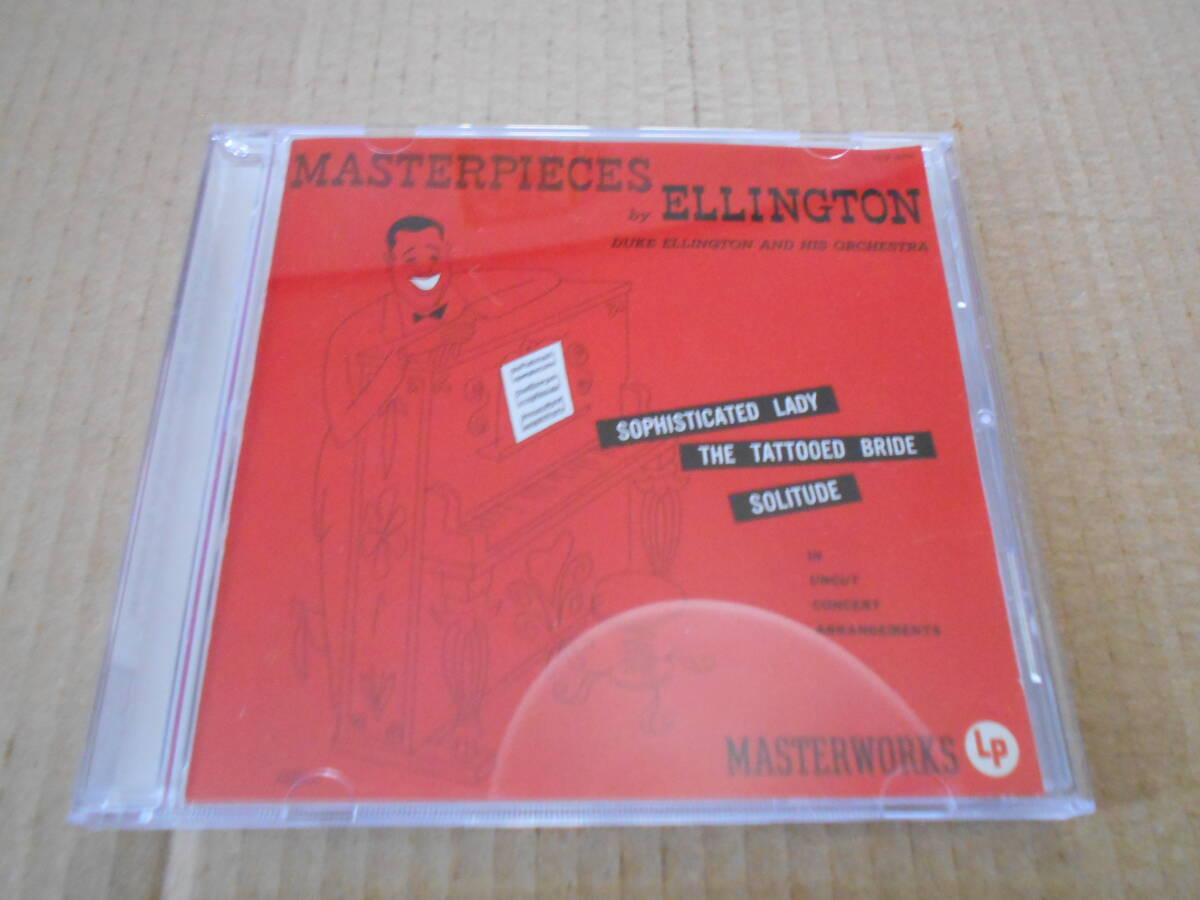 MASTERPIECES
by ELLINGTON
DUKE ELLINGTON AND HIS ORCHESTRA
SOPHISTICATED LADY
THE TATTOOED BRIDE
SOLITUDE
IN
UNCUT
CONCERT
ARRANGEMENTS
MASTERWORKS
Lp